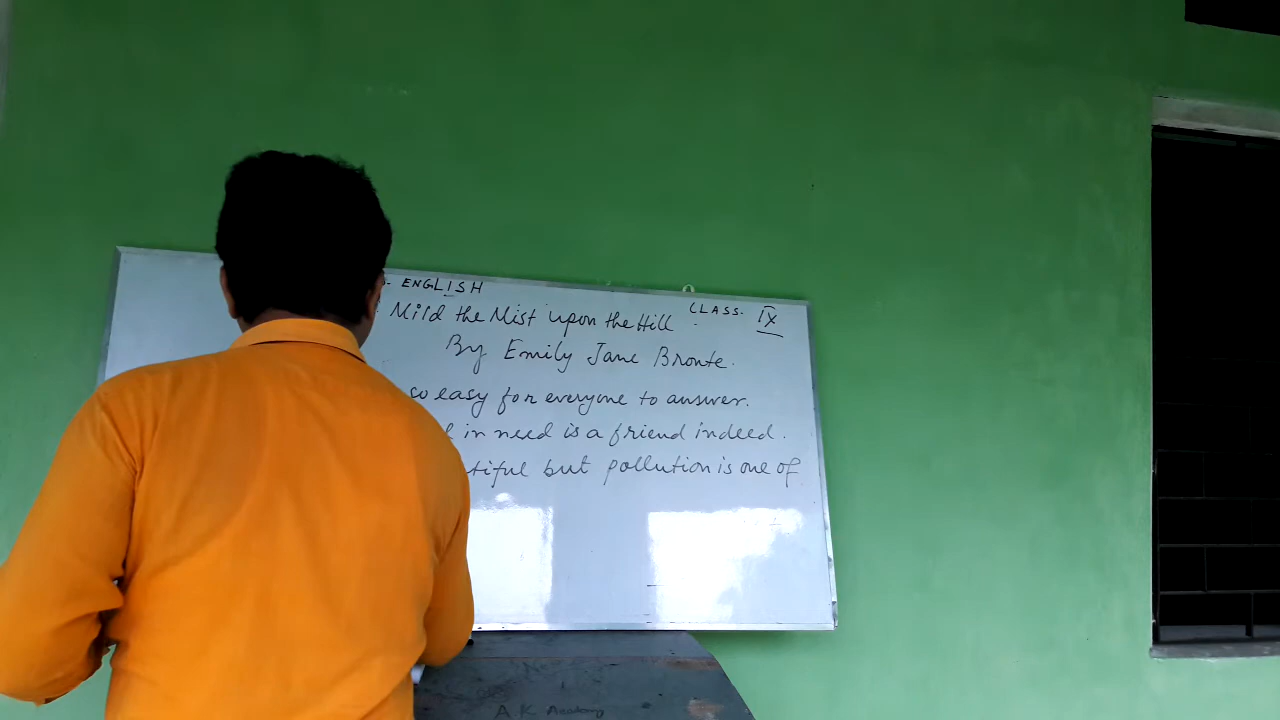 ENGLISH
CLASS. IX
Mild the Mist upon the Hill
By Emily Jane Bronte.
so easy for everyone to answer.
in need is a friend indeed.
but pollution is one of
A K Academy